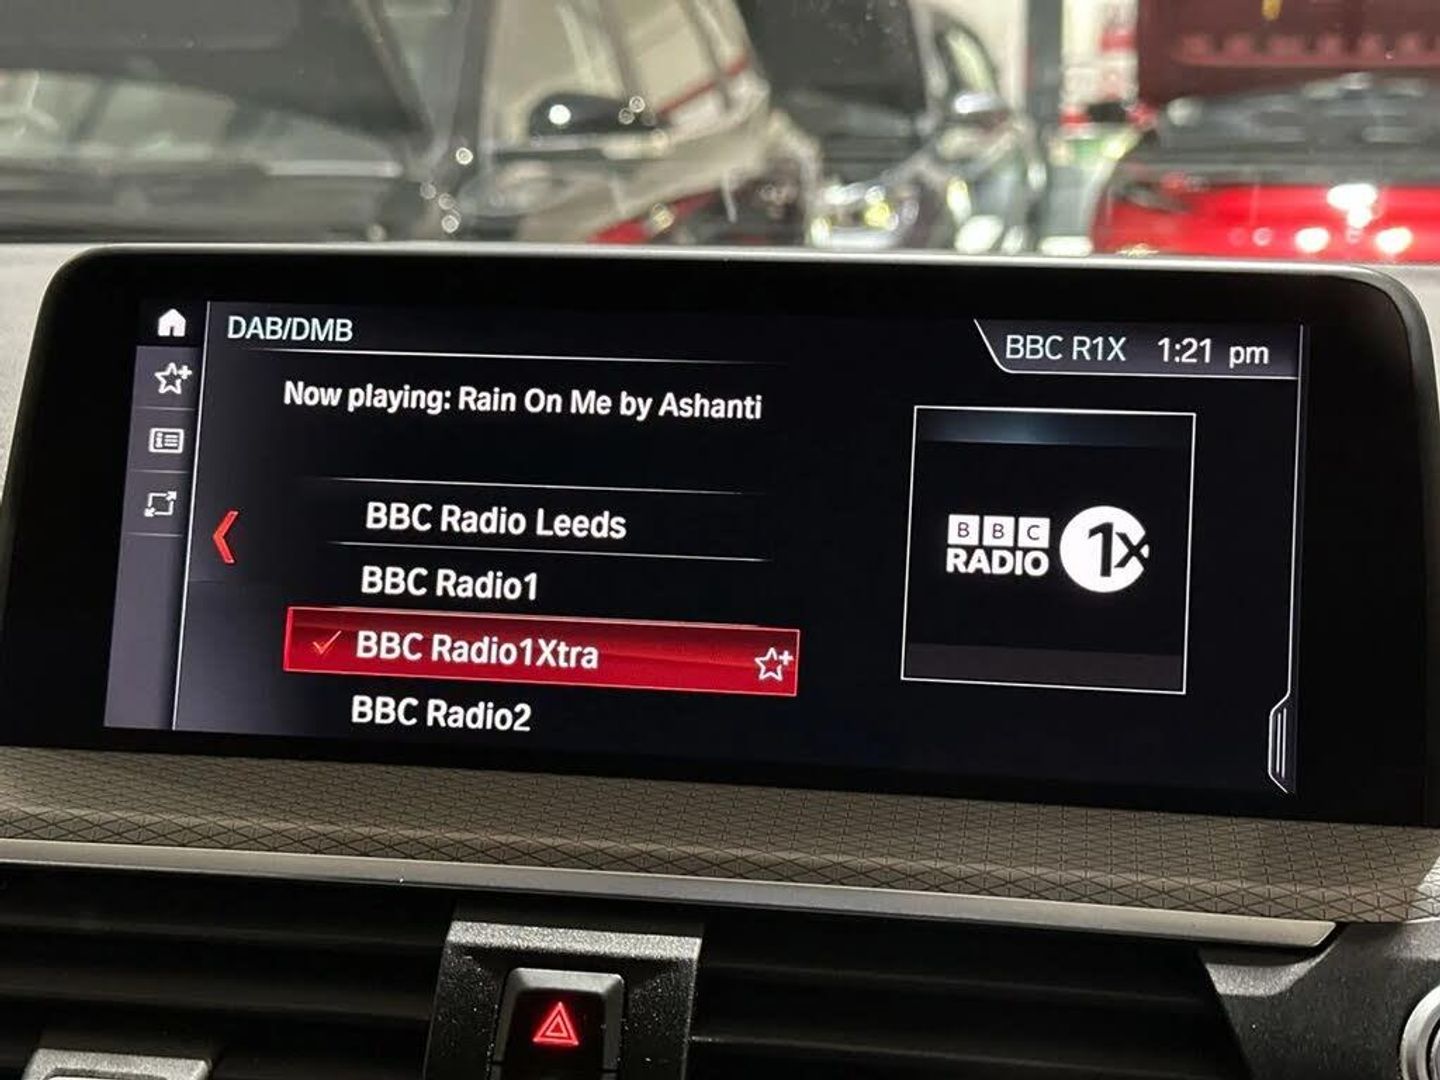 DAB/DMB
BBC R1X 1:21 pm
Now playing: Rain On Me by Ashanti
BBC Radio Leeds
BBC Radio1
BBC Radio1Xtra
BBC Radio2
BBC
RADIO 1X